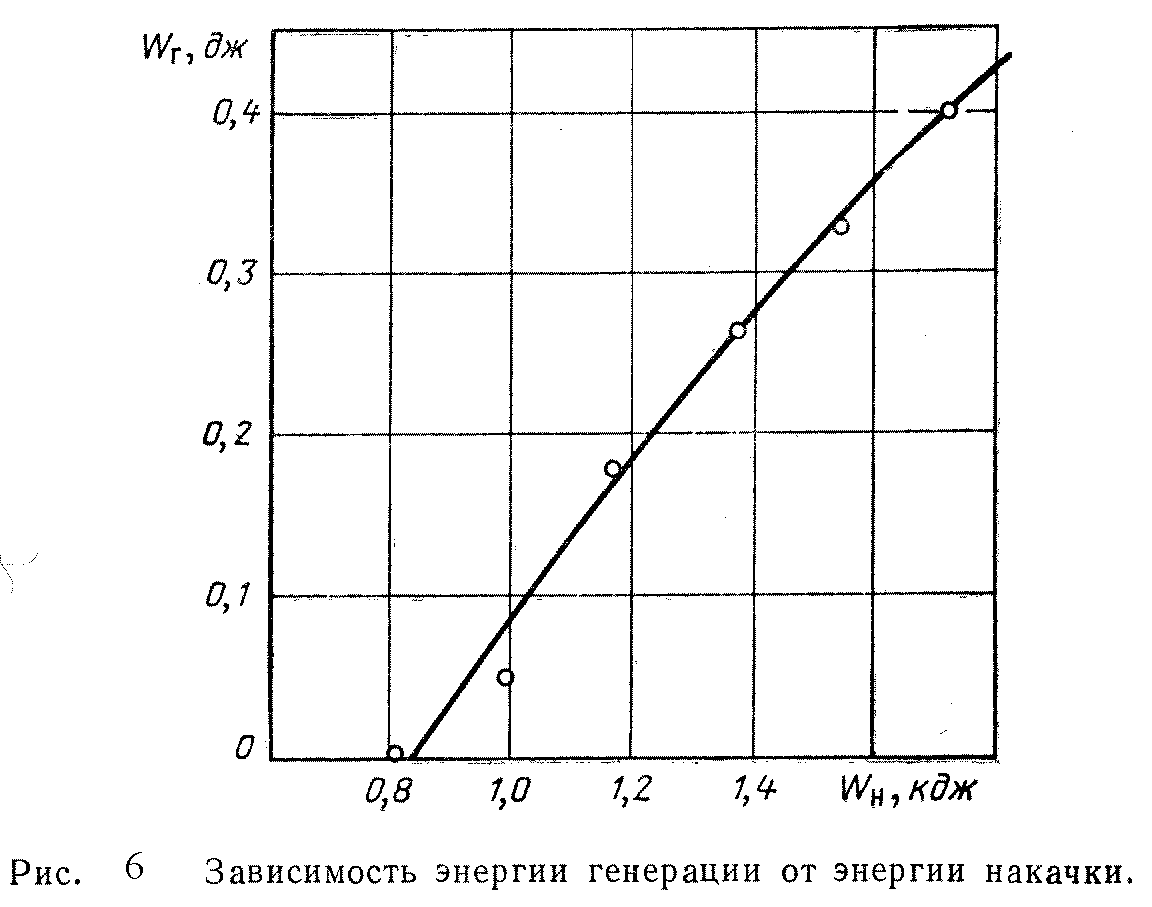 Wг, дж
0,4
0,3
0,2
0,1
0
0,8 1,0 1,2 1,4 Wн, кдж
Рис. 6 Зависимость энергии генерации от энергии накачки.